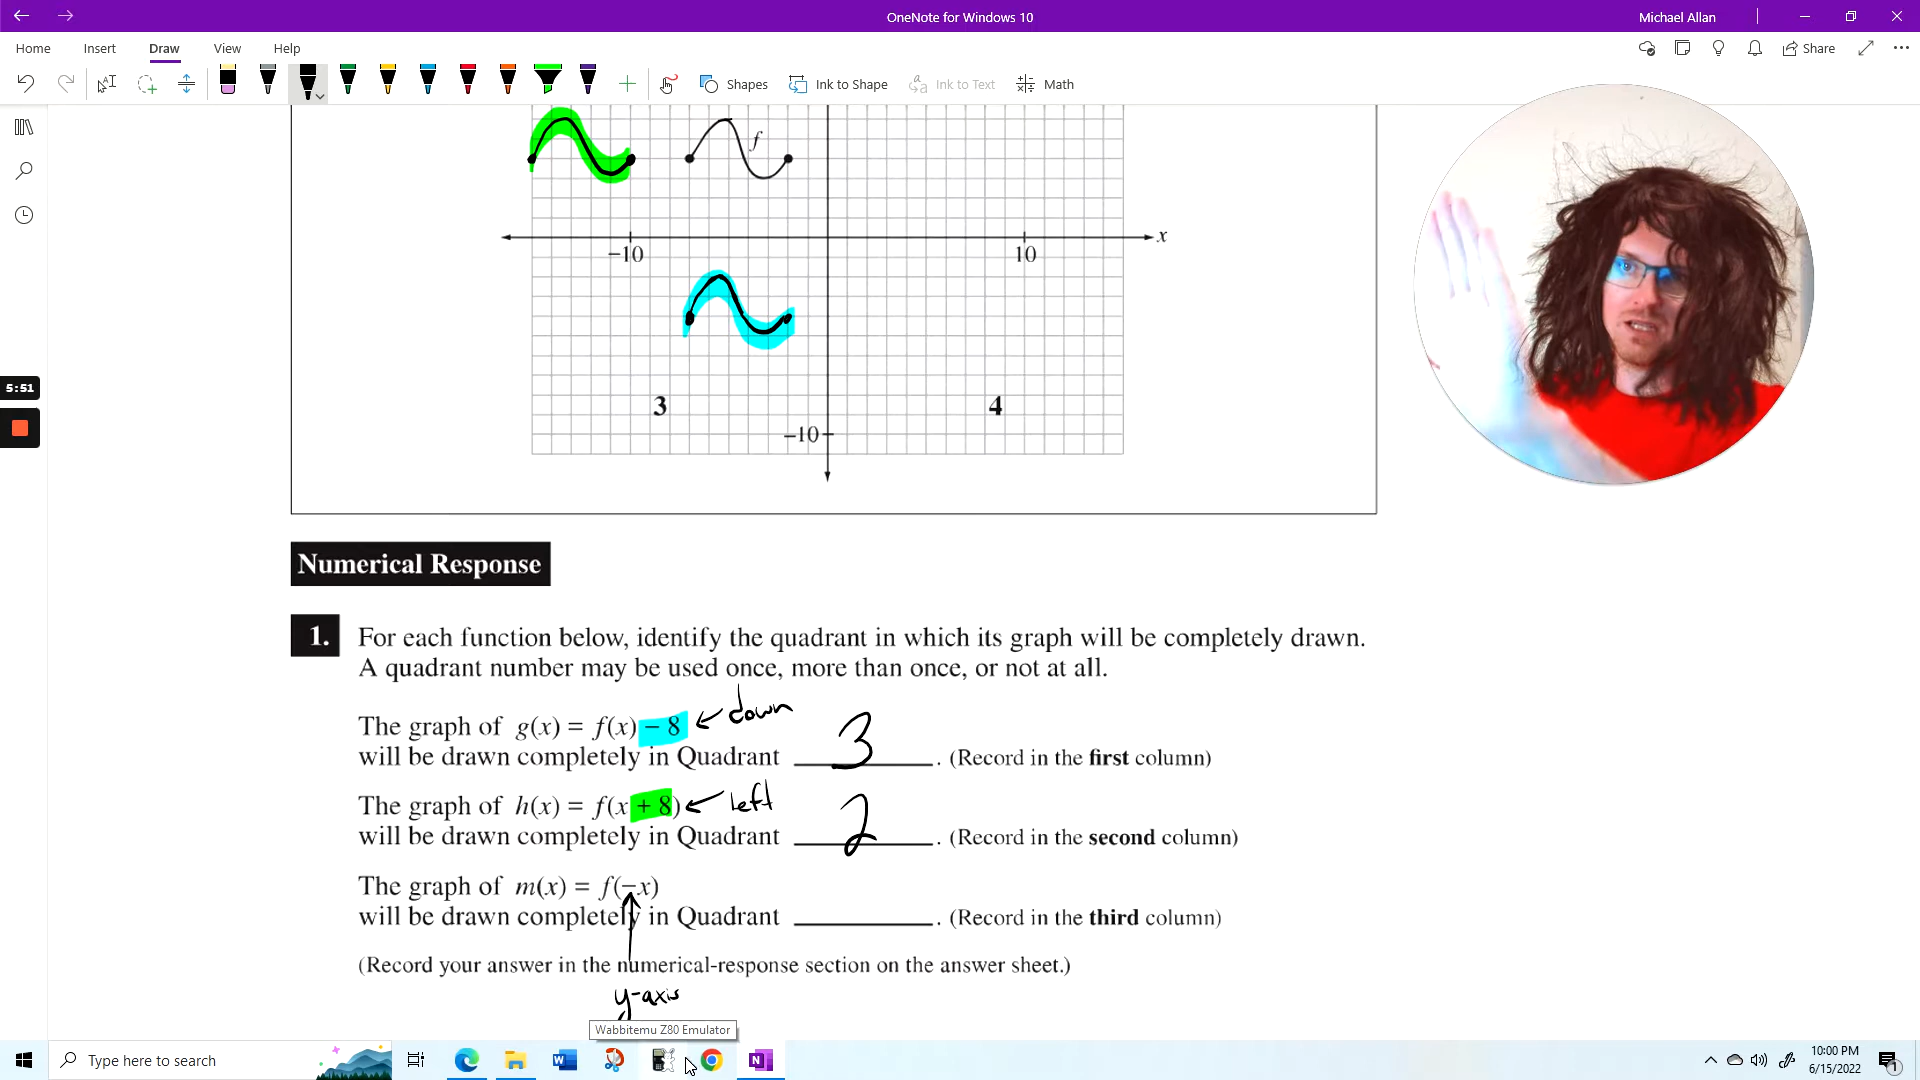 OneNote for Windows 10
Michael Allan
Home Insert Draw View Help
Share
Shapes Ink to Shape Ink to Text Math
f
x
−10
10
5:51
3
4
−10
Numerical Response
1. For each function below, identify the quadrant in which its graph will be completely drawn.
A quadrant number may be used once, more than once, or not at all.
down
The graph of g(x) = f(x) − 8
will be drawn completely in Quadrant 3 . (Record in the first column)
left
The graph of h(x) = f(x + 8)
will be drawn completely in Quadrant 2 . (Record in the second column)
The graph of m(x) = f(−x)
will be drawn completely in Quadrant ________ . (Record in the third column)
(Record your answer in the numerical-response section on the answer sheet.)
y-axis
Wabbitemu Z80 Emulator
Type here to search
10:00 PM
6/15/2022
1